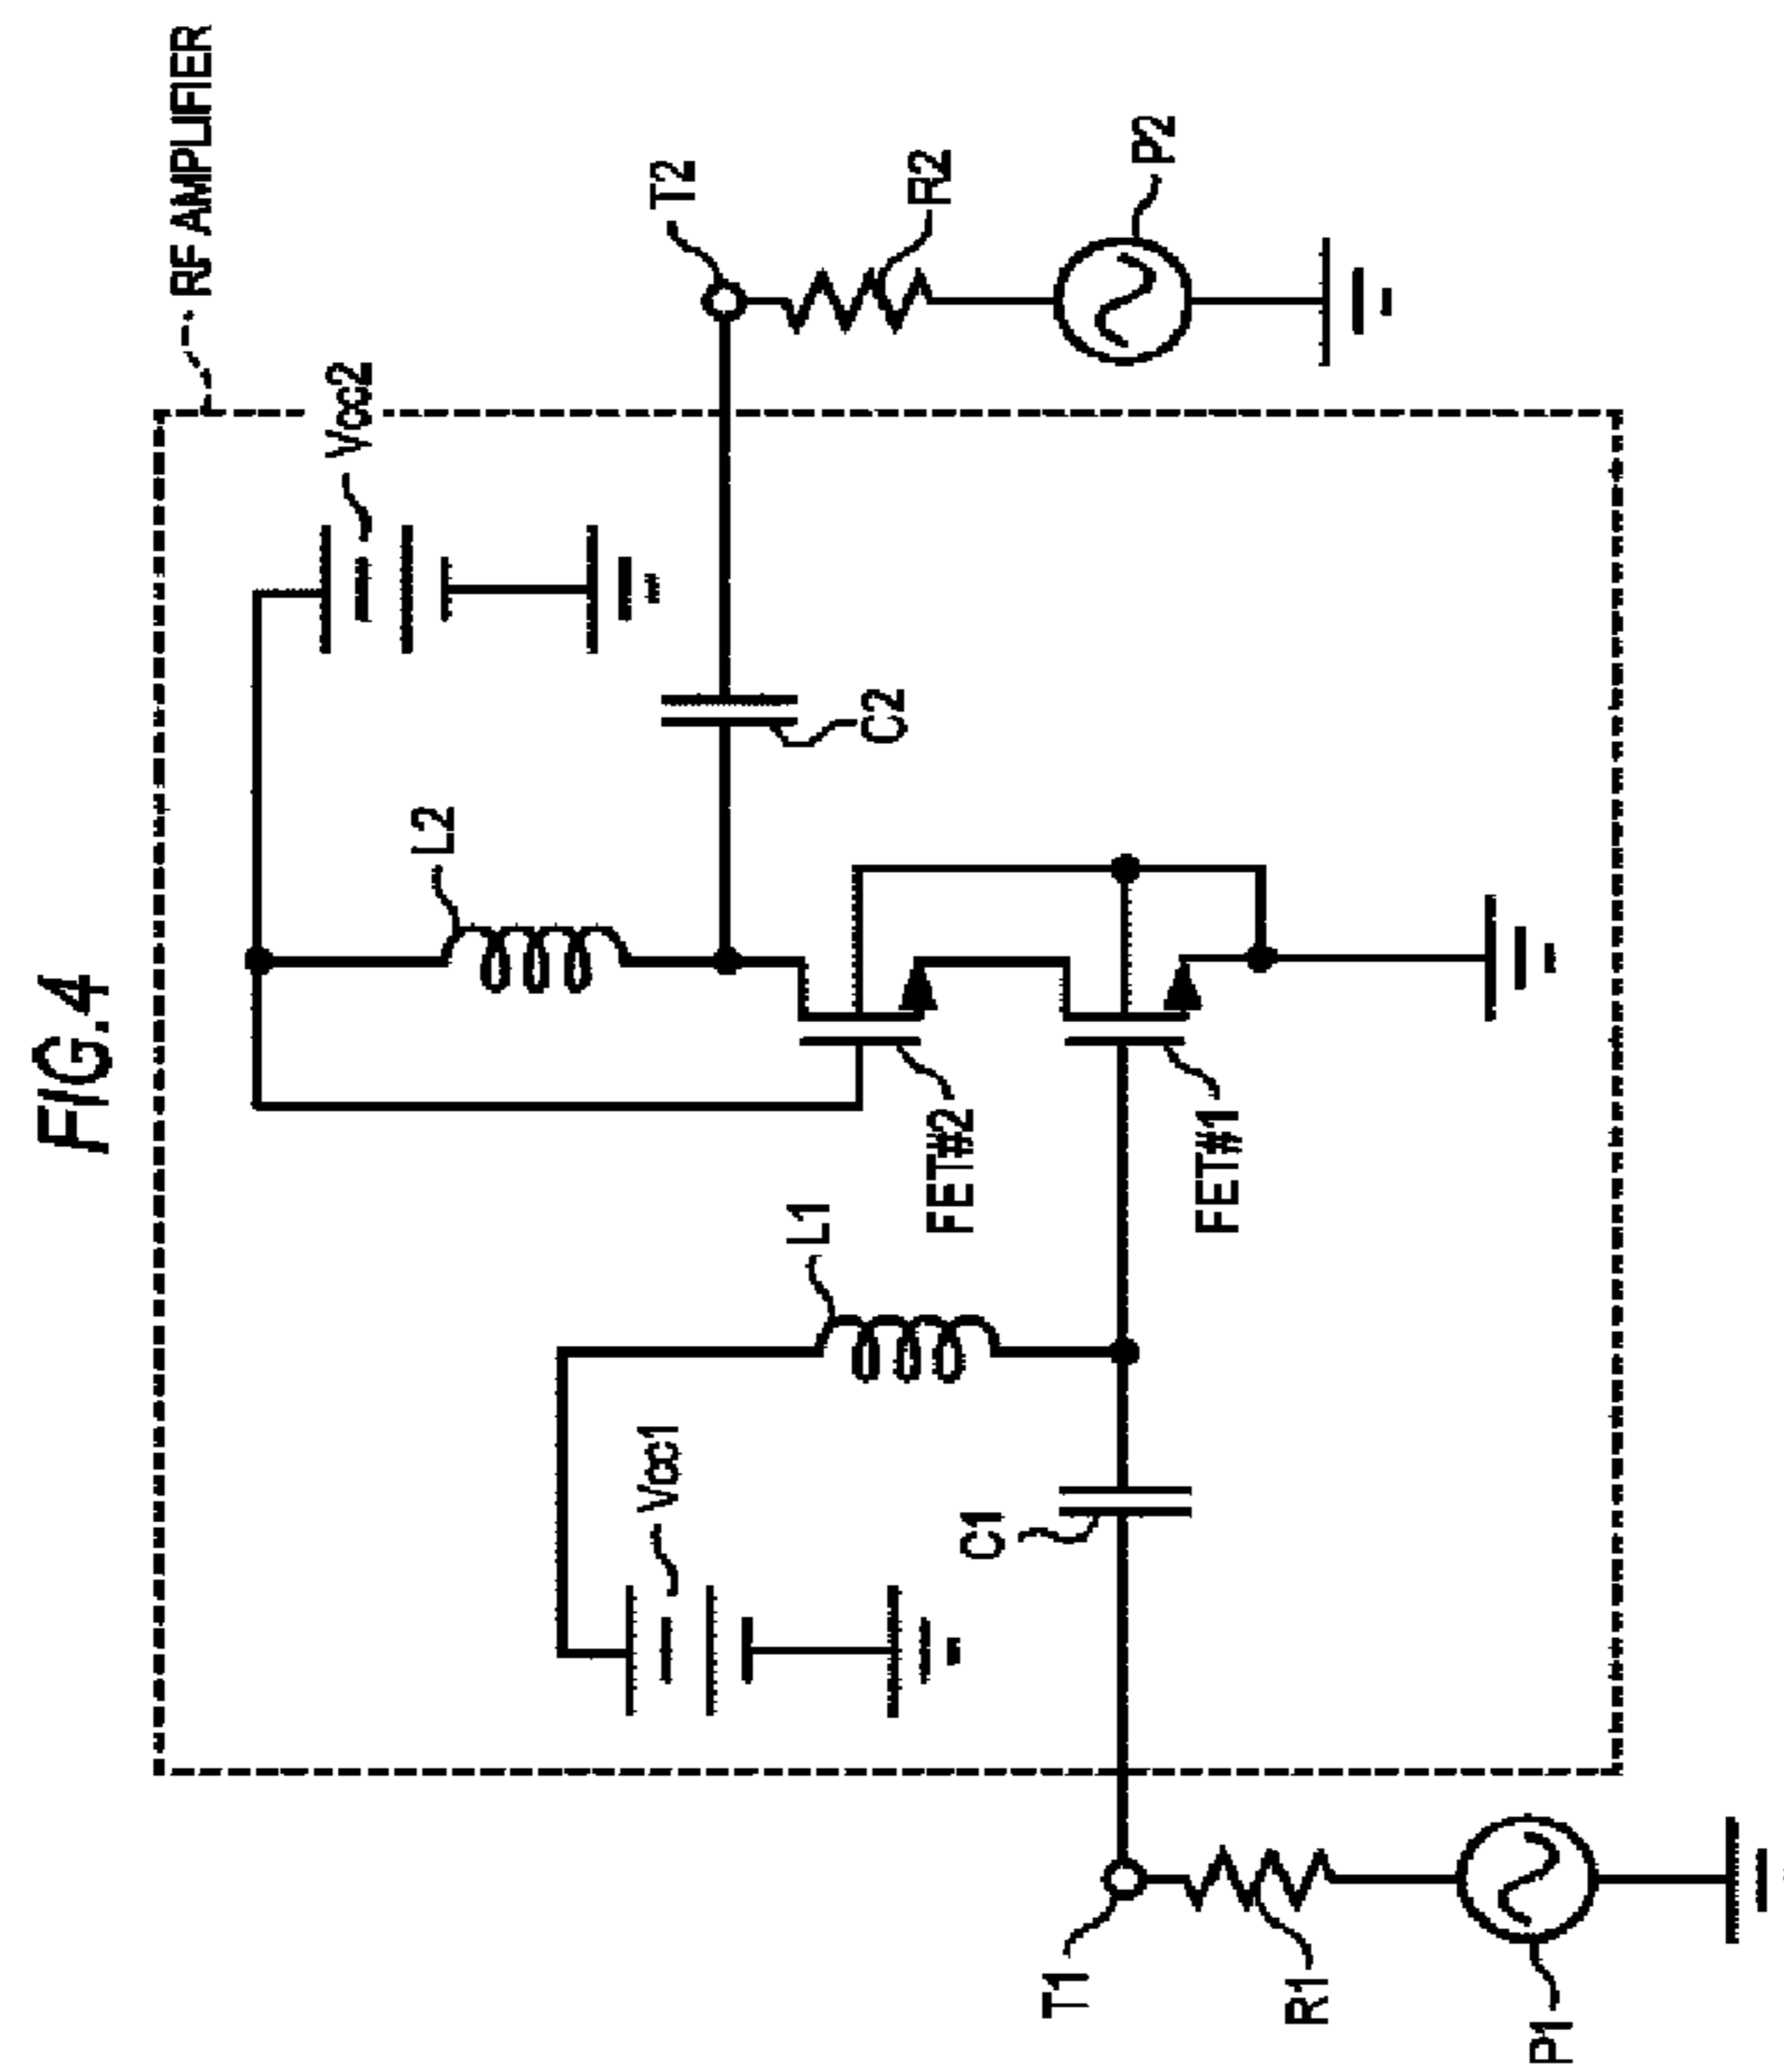 FIG.4
RF AMPLIFIER
Vcc2
L2
T2
C2
R2
P2
L1
Vcc1
FET#2
FET#1
C1
T1
R1
P1